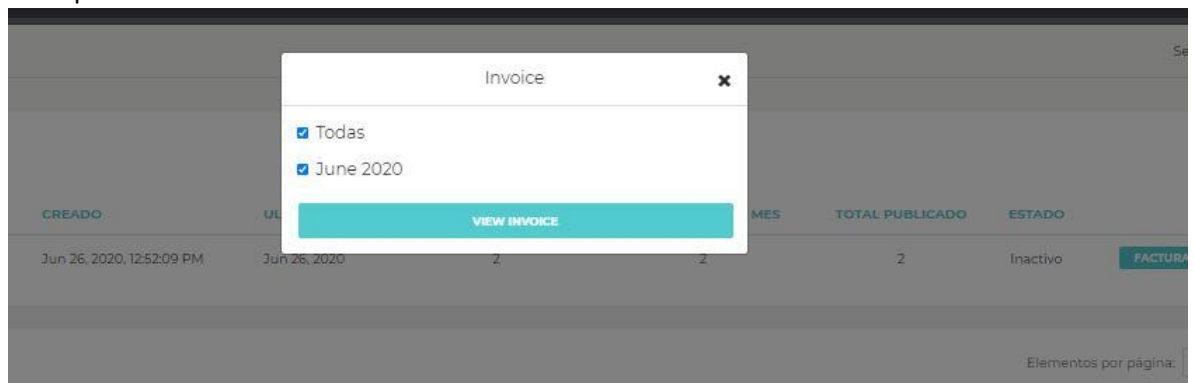 Se
Invoice
Todas
June 2020
VIEW INVOICE
CREADO UL MES TOTAL PUBLICADO ESTADO
Jun 26, 2020, 12:52:09 PM Jun 26, 2020 2 2 2 Inactivo FACTURA
Elementos por página: